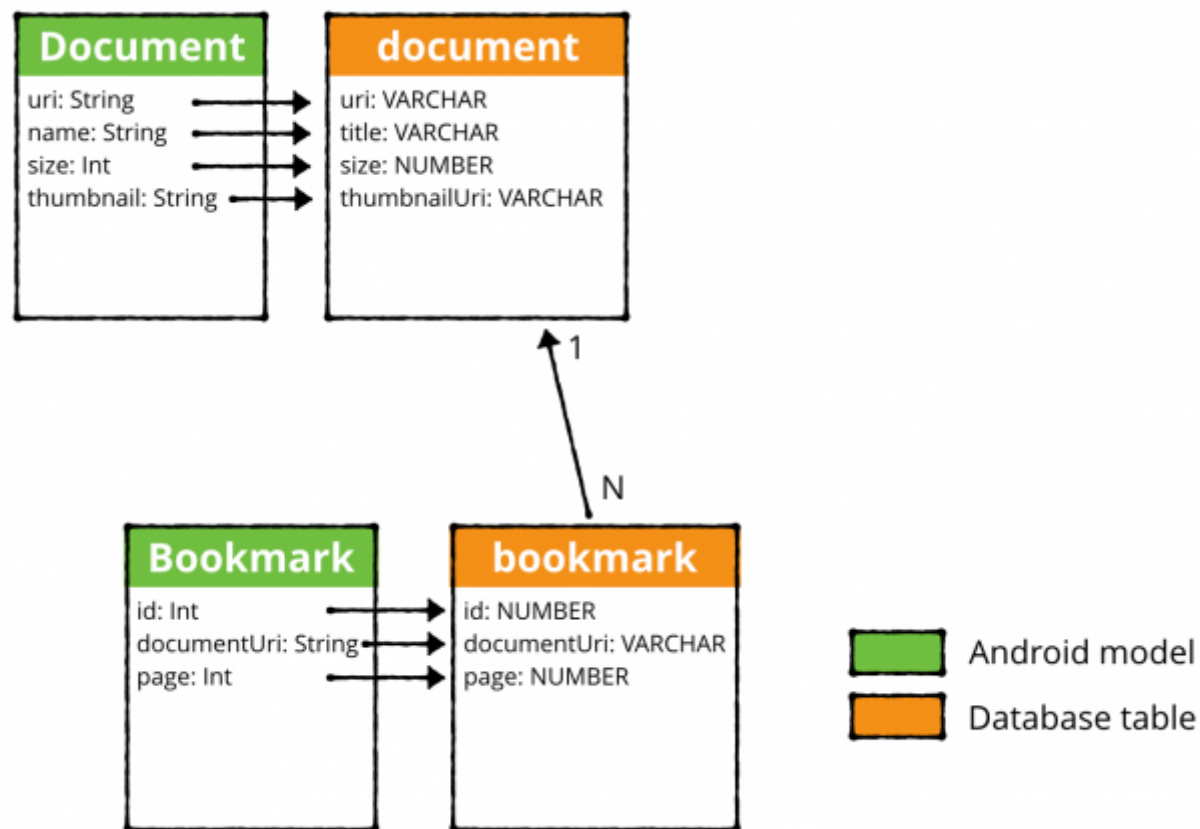 Document
uri: String
name: String
size: Int
thumbnail: String
document
uri: VARCHAR
title: VARCHAR
size: NUMBER
thumbnailUri: VARCHAR
1
N
Bookmark
id: Int
documentUri: String
page: Int
bookmark
id: NUMBER
documentUri: VARCHAR
page: NUMBER
Android model
Database table